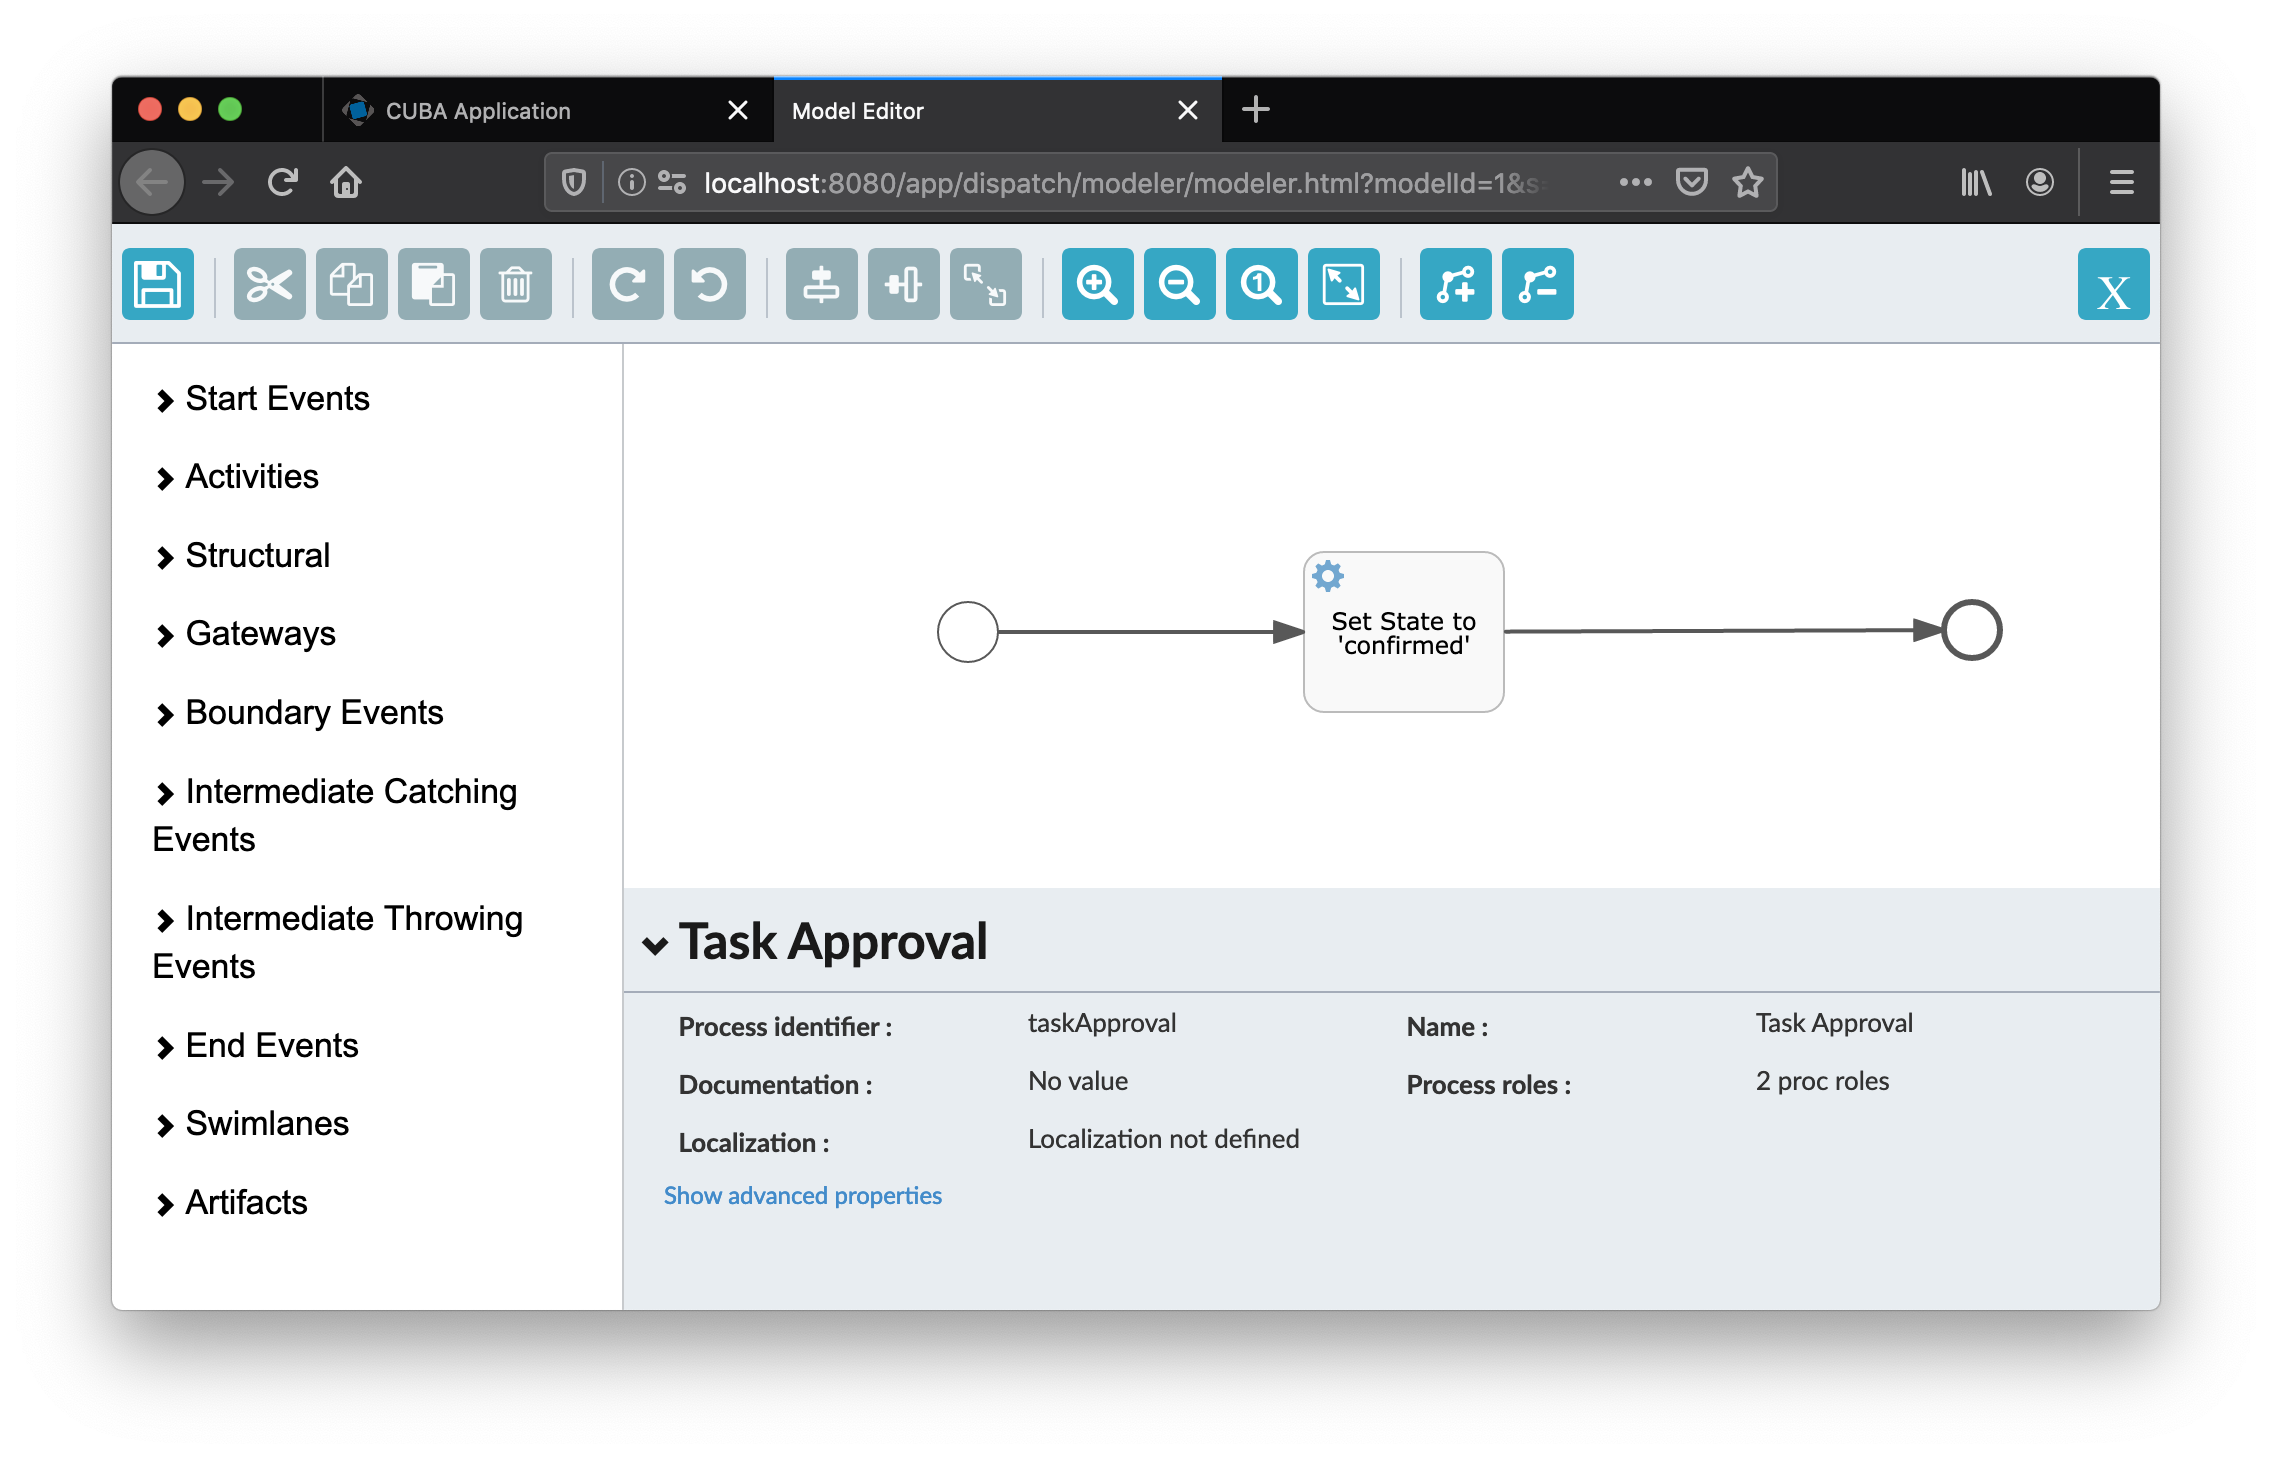 CUBA Application
Model Editor
localhost:8080/app/dispatch/modeler/modeler.html?modelId=1&s
1
X
Start Events
Activities
Structural
Gateways
Boundary Events
Intermediate Catching
Events
Intermediate Throwing
Events
End Events
Swimlanes
Artifacts
Set State to
'confirmed'
Task Approval
Process identifier : taskApproval Name : Task Approval
Documentation : No value Process roles : 2 proc roles
Localization : Localization not defined
Show advanced properties